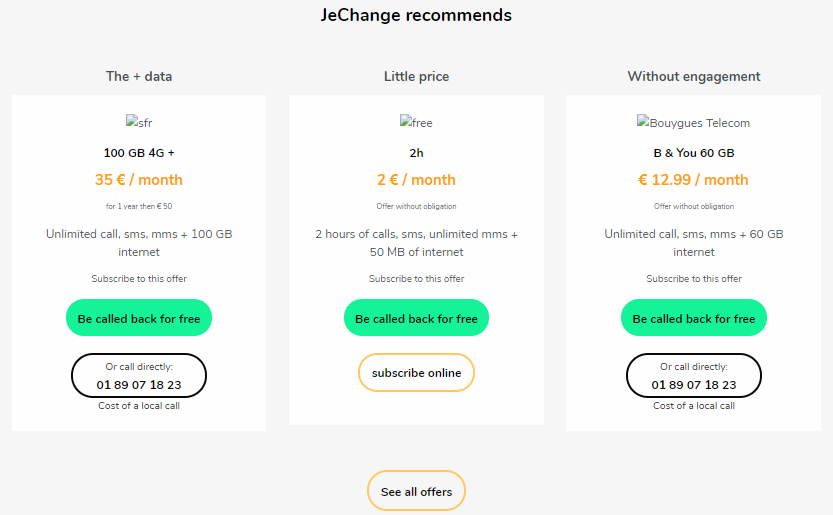 JeChange recommends
The + data
sfr
100 GB 4G +
35 € / month
for 1 year then € 50
Unlimited call, sms, mms + 100 GB
internet
Subscribe to this offer
Be called back for free
Or call directly:
01 89 07 18 23
Cost of a local call
Little price
free
2h
2 € / month
Offer without obligation
2 hours of calls, sms, unlimited mms +
50 MB of internet
Subscribe to this offer
Be called back for free
subscribe online
Without engagement
Bouygues Telecom
B & You 60 GB
€ 12.99 / month
Offer without obligation
Unlimited call, sms, mms + 60 GB
internet
Subscribe to this offer
Be called back for free
Or call directly:
01 89 07 18 23
Cost of a local call
See all offers